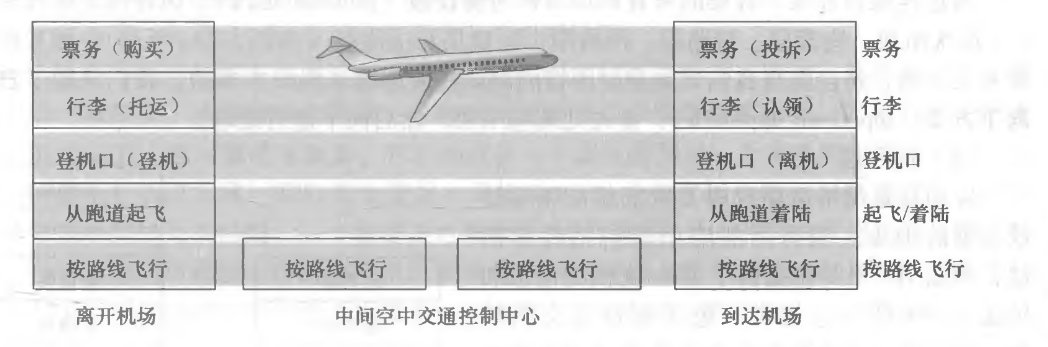 票务（购买） 票务（投诉） 票务
行李（托运） 行李（认领） 行李
登机口（登机） 登机口（离机） 登机口
从跑道起飞 从跑道着陆 起飞/着陆
按路线飞行 按路线飞行 按路线飞行 按路线飞行 按路线飞行
离开机场 中间空中交通控制中心 到达机场